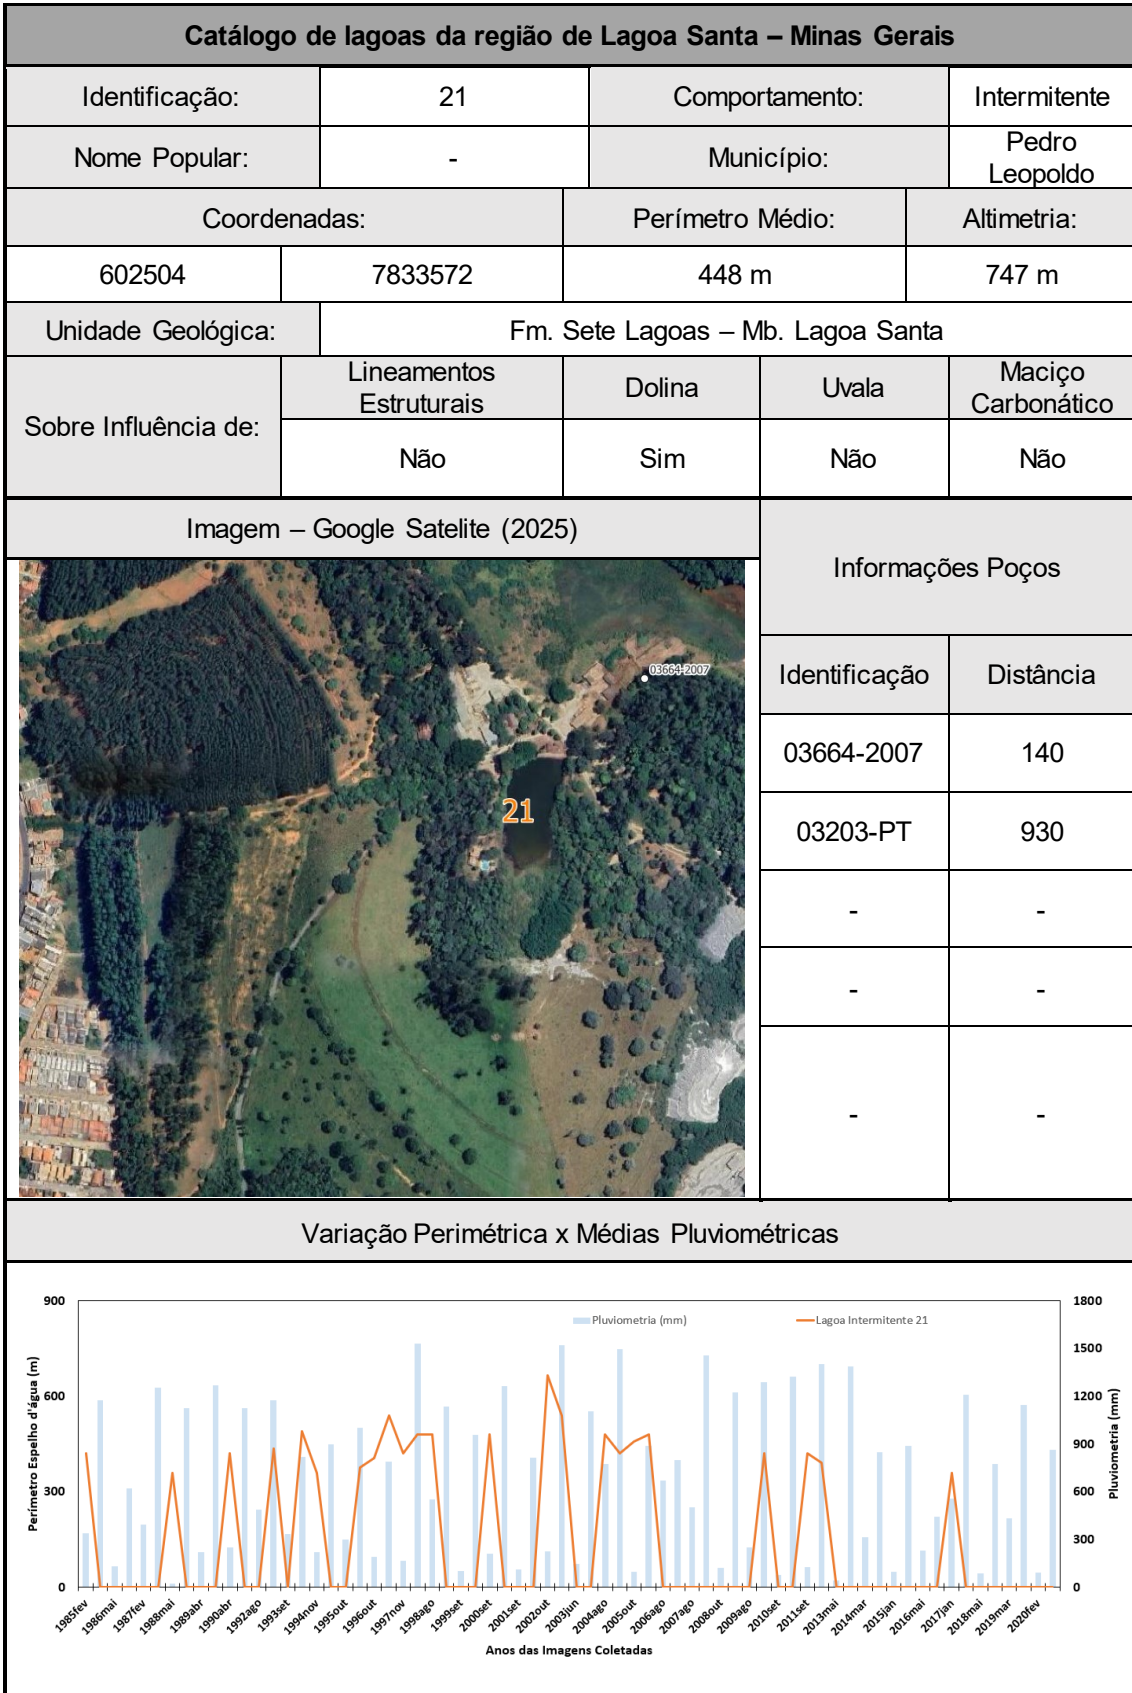 Catálogo de lagoas da região de Lagoa Santa – Minas Gerais
Identificação: 21 Comportamento: Intermitente
Nome Popular: - Município: Pedro Leopoldo
Coordenadas: Perímetro Médio: Altimetria:
602504 7833572 448 m 747 m
Unidade Geológica: Fm. Sete Lagoas – Mb. Lagoa Santa
Sobre Influência de:
Lineamentos Estruturais Dolina Uvala Maciço Carbonático
Não Sim Não Não
Imagem – Google Satelite (2025)
Informações Poços
03664-2007
21
Identificação Distância
03664-2007 140
03203-PT 930
- -
- -
- -
Variação Perimétrica x Médias Pluviométricas
Pluviometria (mm) Lagoa Intermitente 21
Perímetro Espelho d'água (m)
900
600
300
0
1800
1500
1200
900
600
300
0
Pluviometria (mm)
1985fev 1986mai 1987fev 1988mai 1989abr 1990abr 1992ago 1993set 1994nov 1995out 1996out 1997nov 1998ago 1999set 2000set 2001set 2002out 2003jun 2004ago 2005out 2006ago 2007ago 2008out 2009ago 2010set 2011set 2013mai 2014mar 2015jan 2016mai 2017jan 2018mai 2019mar 2020fev
Anos das Imagens Coletadas